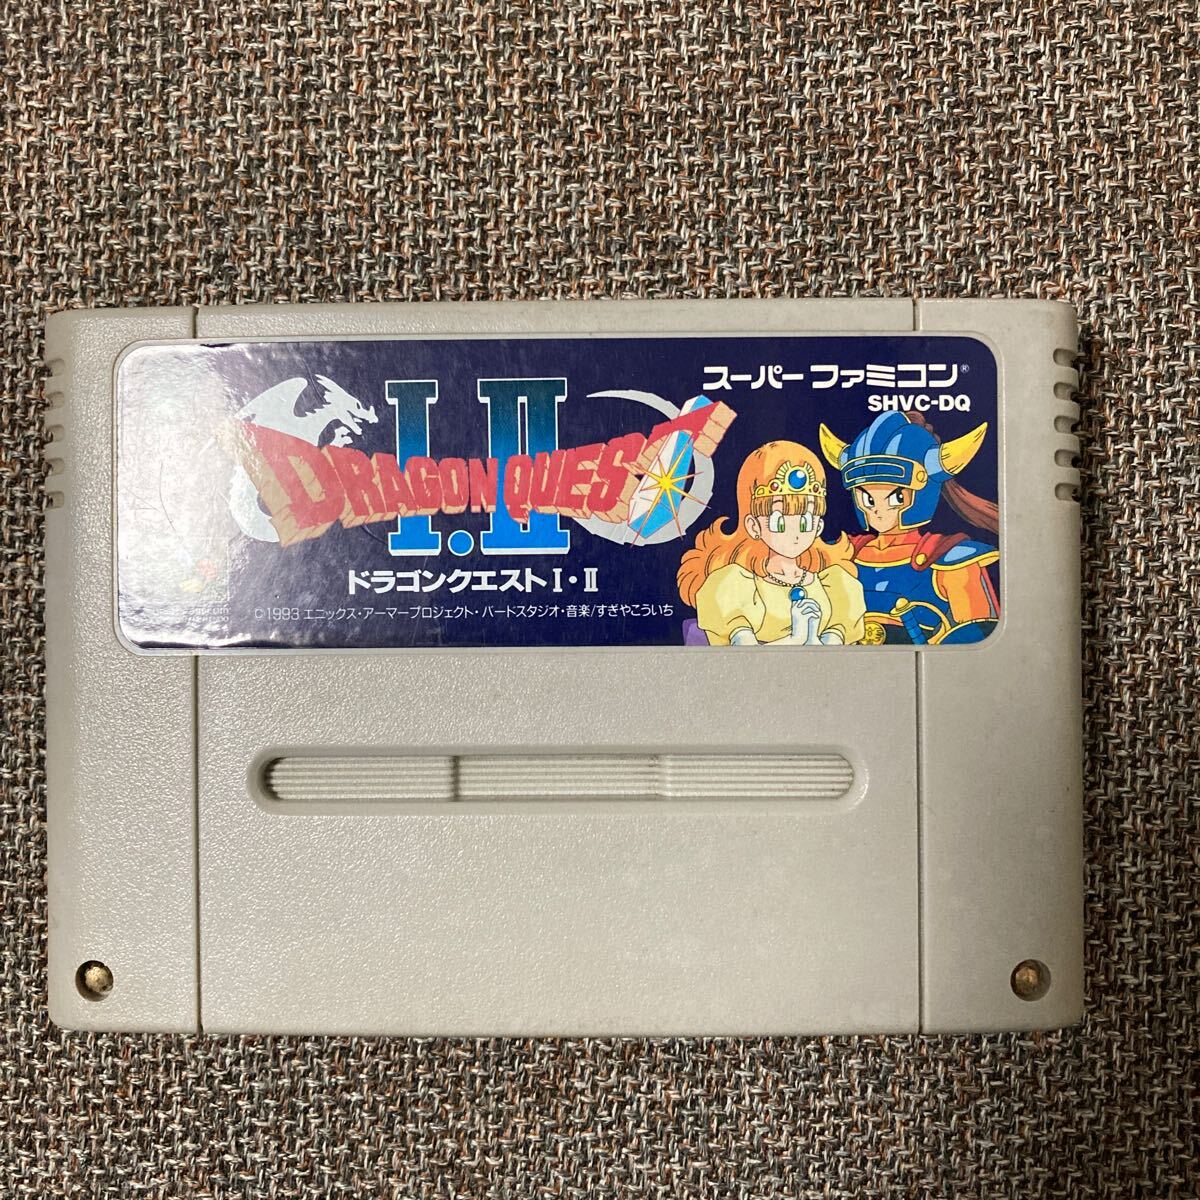 スーパーファミコン®
SHVC-DQ
I.II
DRAGON QUEST
ドラゴンクエストI・II
©1993 エニックス・アーマープロジェクト・バードスタジオ・音楽/すぎやこういち